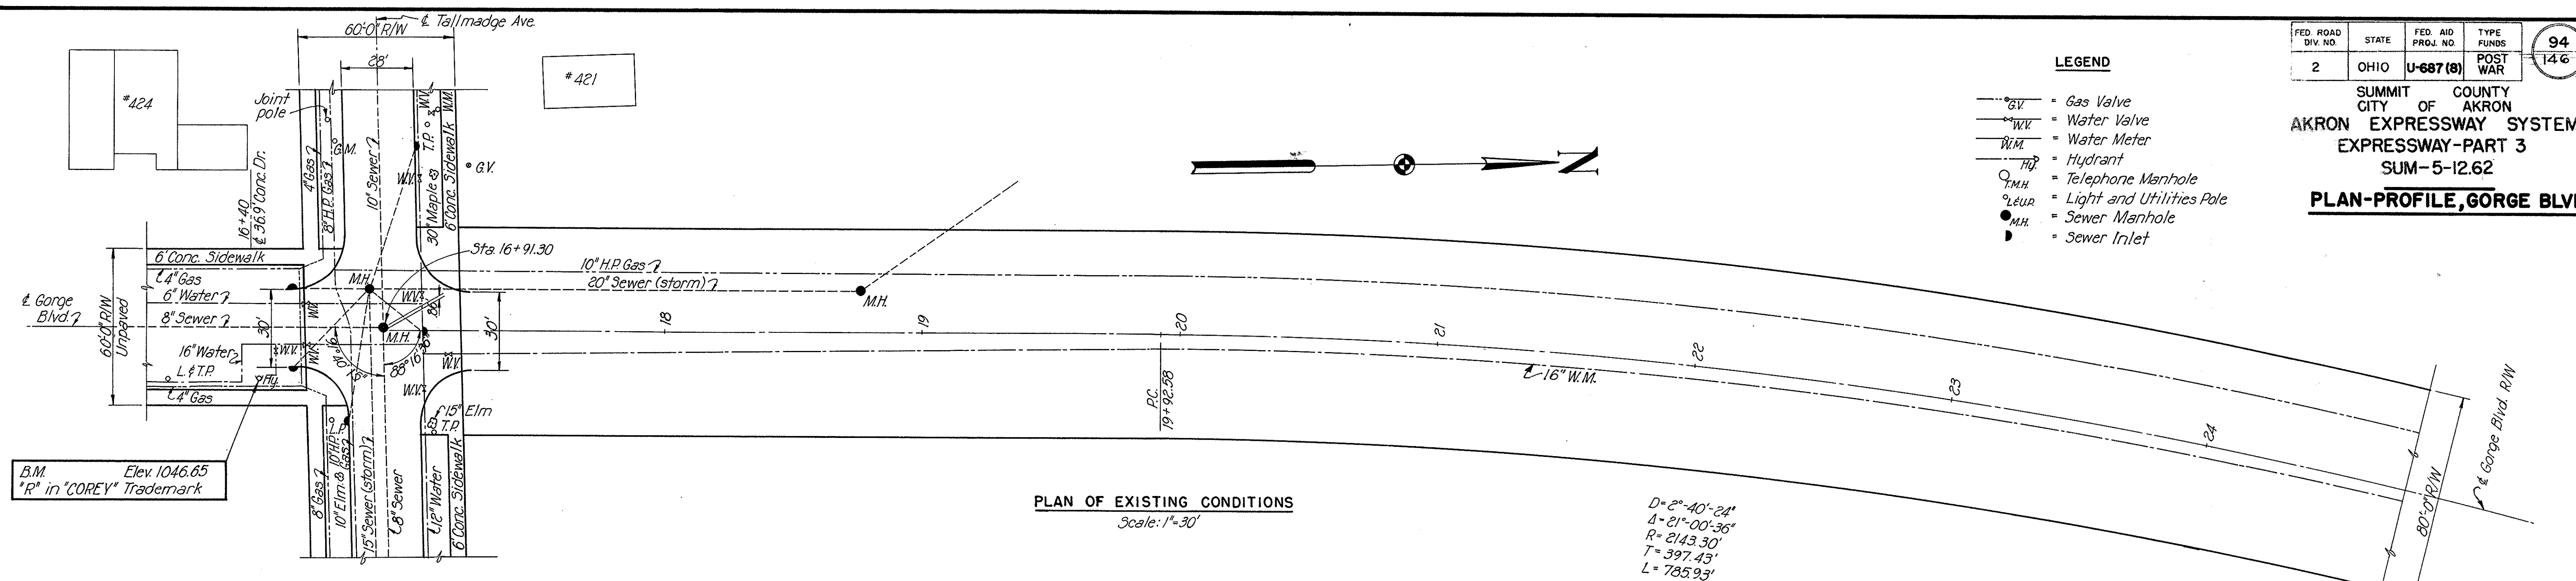 ℄ Tallmadge Ave.
60'-0" R/W
28'
#424
#421
Joint
pole
4" Gas
8" H.P. Gas
G.M.
10" Sewer
W.V.
T.P.
W.V.
W.M.
30" Maple
6' Conc. Sidewalk
G.V.
16+40
℄ 36.9' Conc. Dr.
6' Conc. Sidewalk
4" Gas
6" Water
8" Sewer
℄ Gorge
Blvd.
60'-0" R/W
Unpaved
30'
16" Water
W.V.
W.V.
W.V.
L.&T.P.
Hy.
4" Gas
M.H.
W.V.
Sta. 16+91.30
M.H.
30'
W.V.
W.V.
15" Elm
T.P.
L.P.
8" Gas
10" Elm &
10" H.P.
Gas
15" Sewer (storm)
8" Sewer
12" Water
6' Conc. Sidewalk
B.M. Elev. 1046.65
"R" in "COREY" Trademark
10" H.P. Gas
20" Sewer (storm)
M.H.
18
19
20
21
22
23
24
P.C.
19+92.58
16" W.M.
PLAN OF EXISTING CONDITIONS
Scale: 1"=30'
D=2°-40'-24"
Δ=21°-00'-36"
R=2143.30'
T=397.43'
L=785.93'
℄ Gorge Blvd. R/W
80'-0" R/W
N
LEGEND
G.V. = Gas Valve
W.V. = Water Valve
W.M. = Water Meter
Hy. = Hydrant
T.M.H. = Telephone Manhole
L.&U.P. = Light and Utilities Pole
M.H. = Sewer Manhole
= Sewer Inlet
FED. ROAD DIV. NO. STATE FED. AID PROJ. NO. TYPE FUNDS
2 OHIO U-687(8) POST WAR
94
146
SUMMIT COUNTY
CITY OF AKRON
AKRON EXPRESSWAY SYSTEM
EXPRESSWAY-PART 3
SUM-5-12.62
PLAN-PROFILE, GORGE BLV